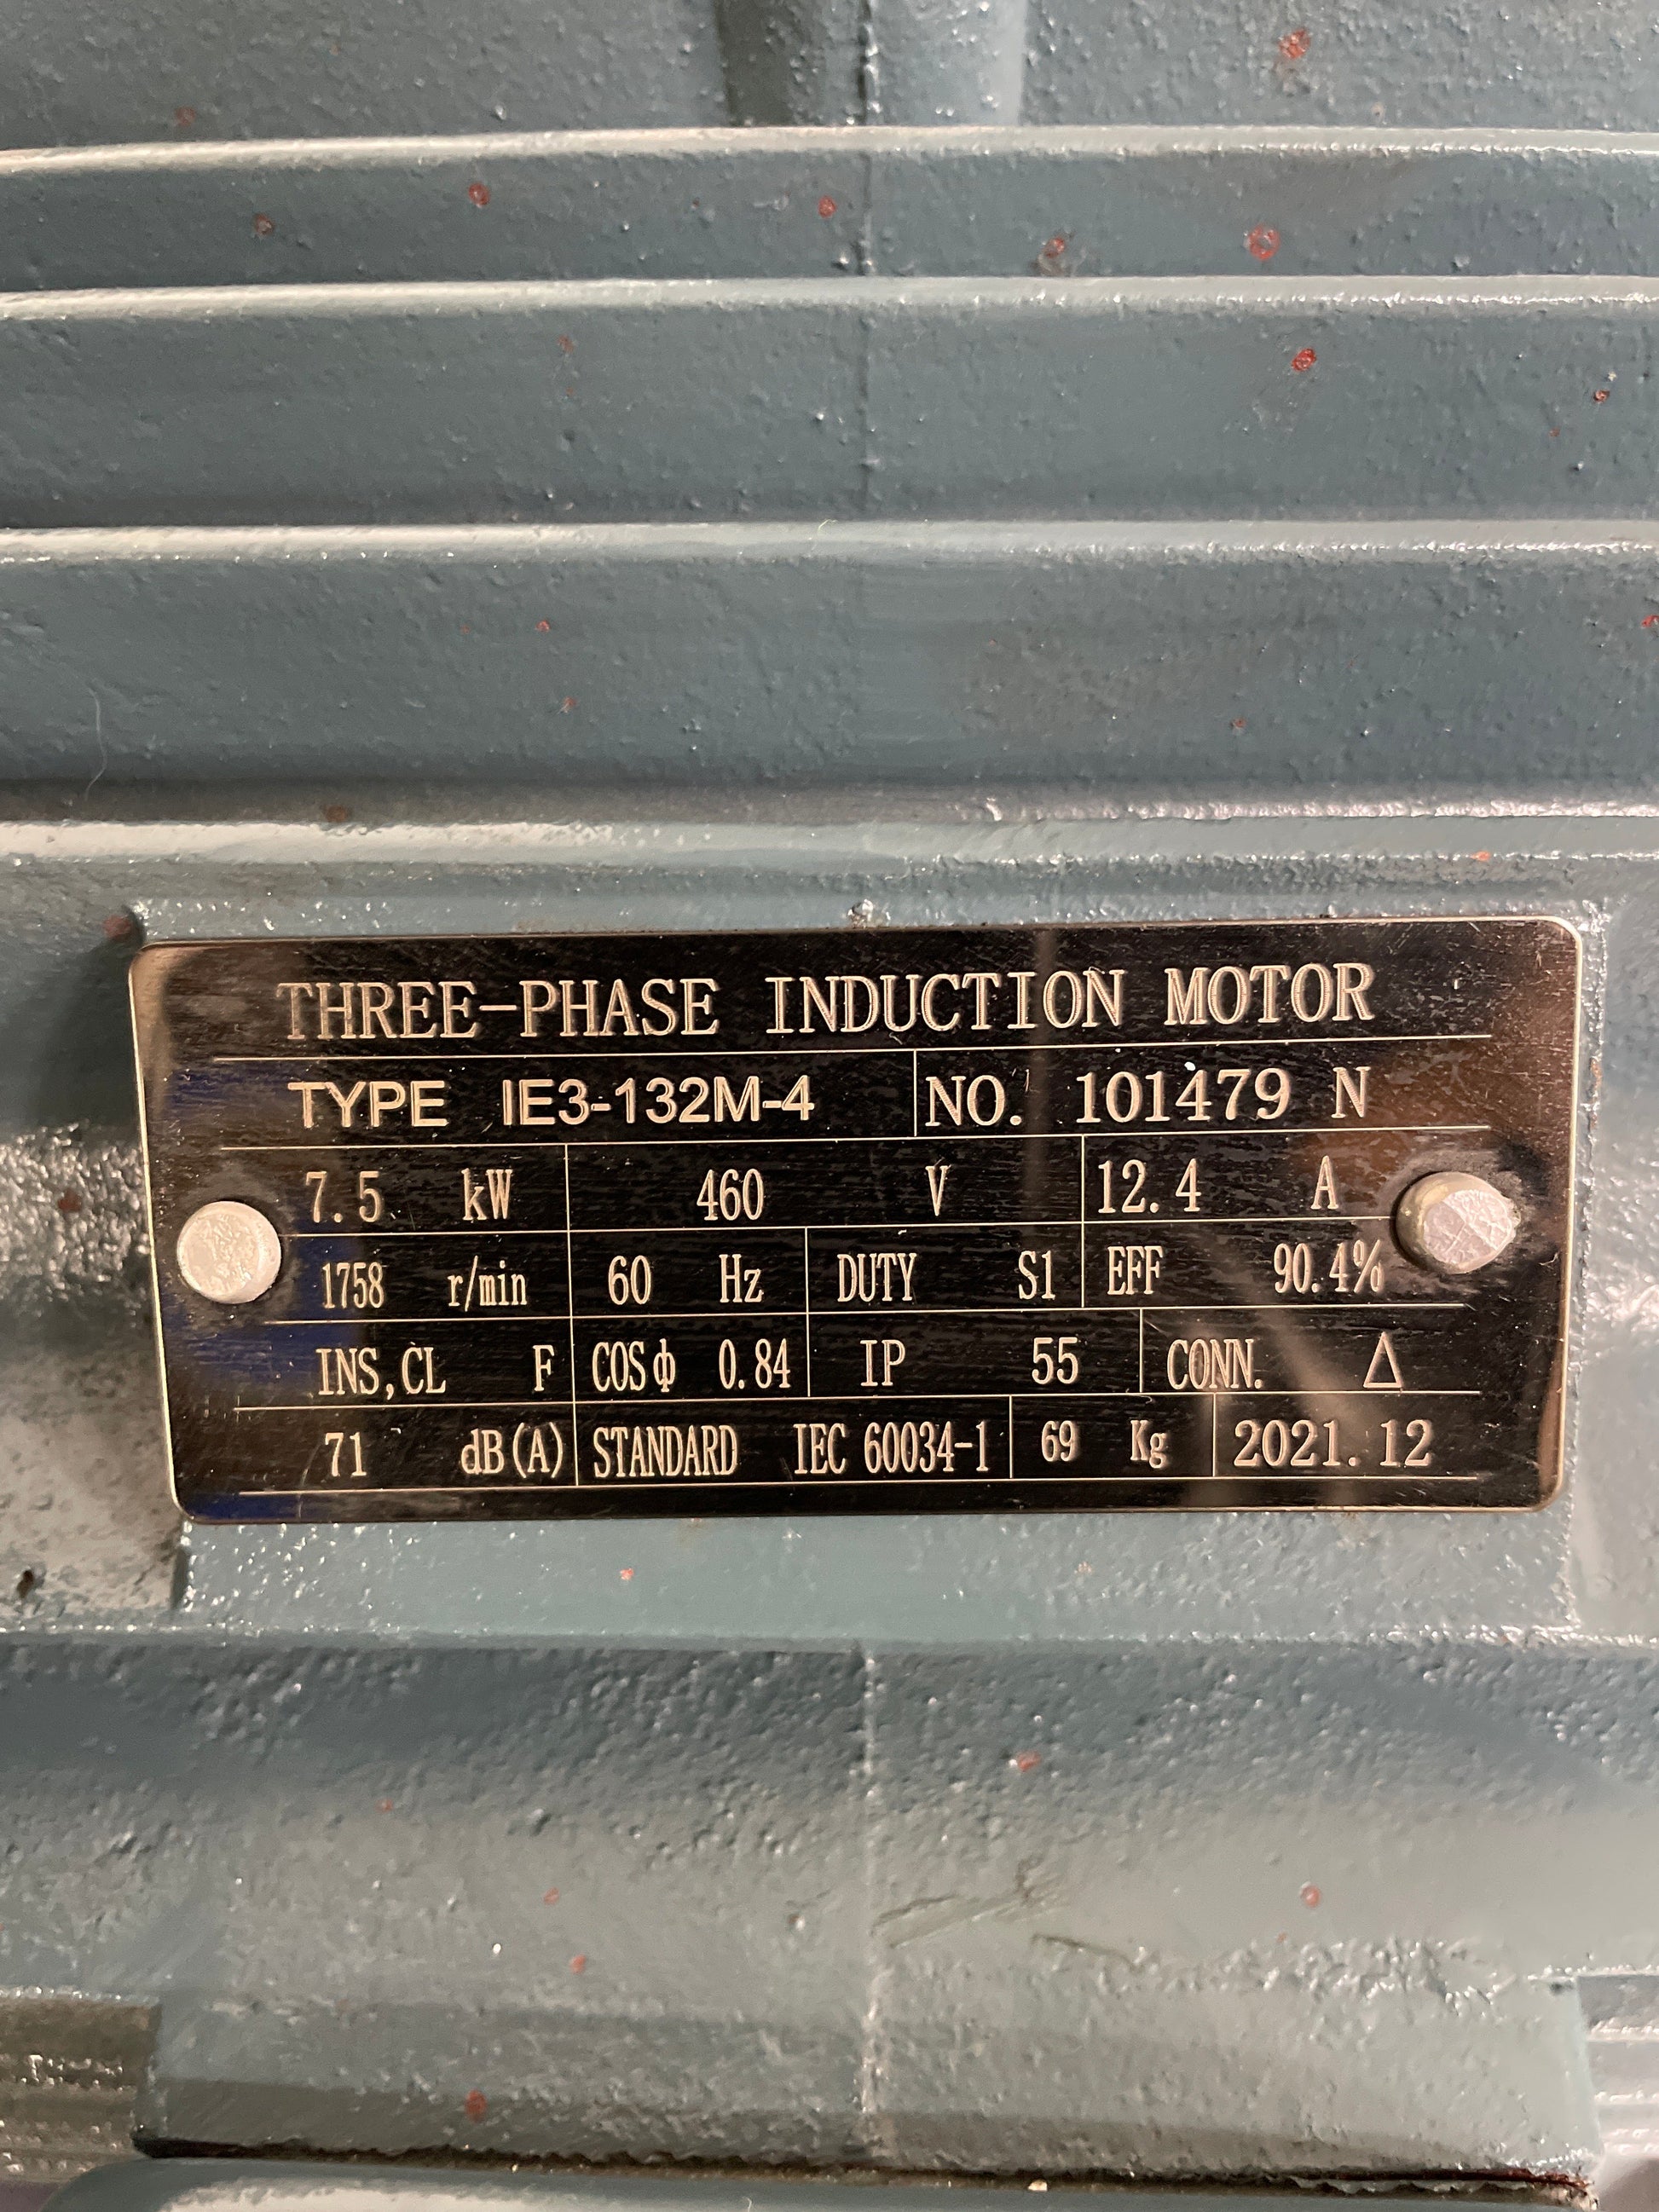 THREE-PHASE INDUCTION MOTOR
TYPE IE3-132M-4 NO. 101479 N
7.5 kW 460 V 12.4 A
1758 r/min 60 Hz DUTY S1 EFF 90.4%
INS,CL F COSϕ 0.84 IP 55 CONN. Δ
71 dB(A) STANDARD IEC 60034-1 69 Kg 2021.12